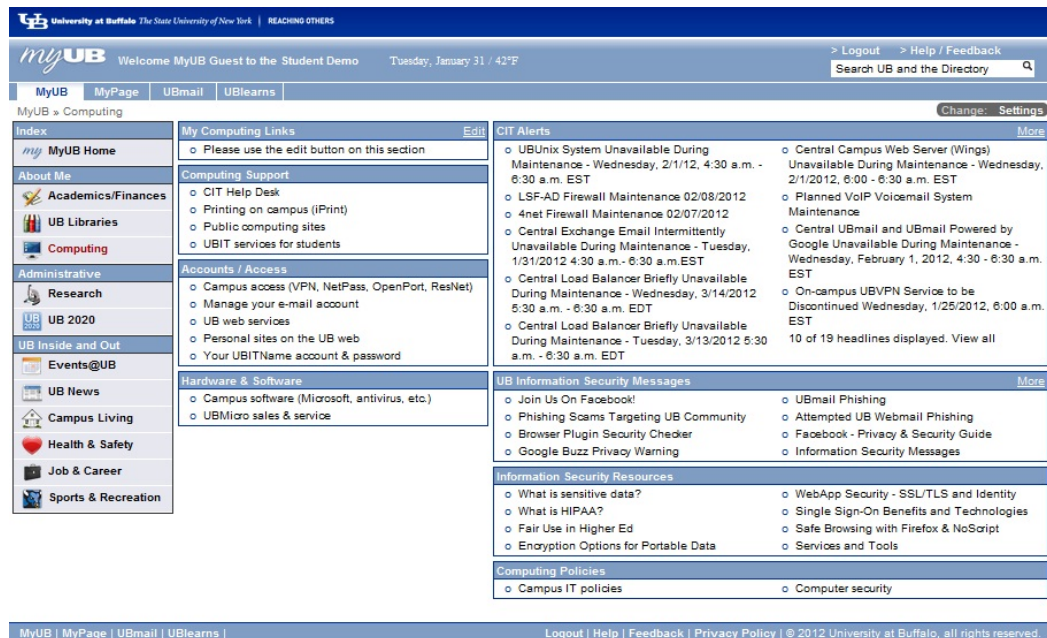 UB University at Buffalo The State University of New York | REACHING OTHERS
myUB Welcome MyUB Guest to the Student Demo Tuesday, January 31 / 42°F
> Logout > Help / Feedback
Search UB and the Directory
MyUB MyPage UBmail UBlearns
MyUB » Computing
Change: Settings
Index
my MyUB Home
About Me
Academics/Finances
UB Libraries
Computing
Administrative
Research
UB 2020 UB 2020
UB Inside and Out
Events@UB
UB News
Campus Living
Health & Safety
Job & Career
Sports & Recreation
My Computing Links Edit
Please use the edit button on this section
Computing Support
CIT Help Desk
Printing on campus (iPrint)
Public computing sites
UBIT services for students
Accounts / Access
Campus access (VPN, NetPass, OpenPort, ResNet)
Manage your e-mail account
UB web services
Personal sites on the UB web
Your UBITName account & password
Hardware & Software
Campus software (Microsoft, antivirus, etc.)
UBMicro sales & service
CIT Alerts More
UBUnix System Unavailable During
Maintenance - Wednesday, 2/1/12, 4:30 a.m. -
6:30 a.m. EST
LSF-AD Firewall Maintenance 02/08/2012
4net Firewall Maintenance 02/07/2012
Central Exchange Email Intermittently
Unavailable During Maintenance - Tuesday,
1/31/2012 4:30 a.m.- 6:30 a.m.EST
Central Load Balancer Briefly Unavailable
During Maintenance - Wednesday, 3/14/2012
5:30 a.m. - 6:30 a.m. EDT
Central Load Balancer Briefly Unavailable
During Maintenance - Tuesday, 3/13/2012 5:30
a.m. - 6:30 a.m. EDT
Central Campus Web Server (Wings)
Unavailable During Maintenance - Wednesday,
2/1/2012, 6:00 - 6:30 a.m. EST
Planned VoIP Voicemail System
Maintenance
Central UBmail and UBmail Powered by
Google Unavailable During Maintenance -
Wednesday, February 1, 2012, 4:30 - 6:30 a.m.
EST
On-campus UBVPN Service to be
Discontinued Wednesday, 1/25/2012, 6:00 a.m.
EST
10 of 19 headlines displayed. View all
UB Information Security Messages More
Join Us On Facebook!
Phishing Scams Targeting UB Community
Browser Plugin Security Checker
Google Buzz Privacy Warning
UBmail Phishing
Attempted UB Webmail Phishing
Facebook - Privacy & Security Guide
Information Security Messages
Information Security Resources
What is sensitive data?
What is HIPAA?
Fair Use in Higher Ed
Encryption Options for Portable Data
WebApp Security - SSL/TLS and Identity
Single Sign-On Benefits and Technologies
Safe Browsing with Firefox & NoScript
Services and Tools
Computing Policies
Campus IT policies
Computer security
MyUB | MyPage | UBmail | UBlearns |
Logout | Help | Feedback | Privacy Policy | © 2012 University at Buffalo, all rights reserved.